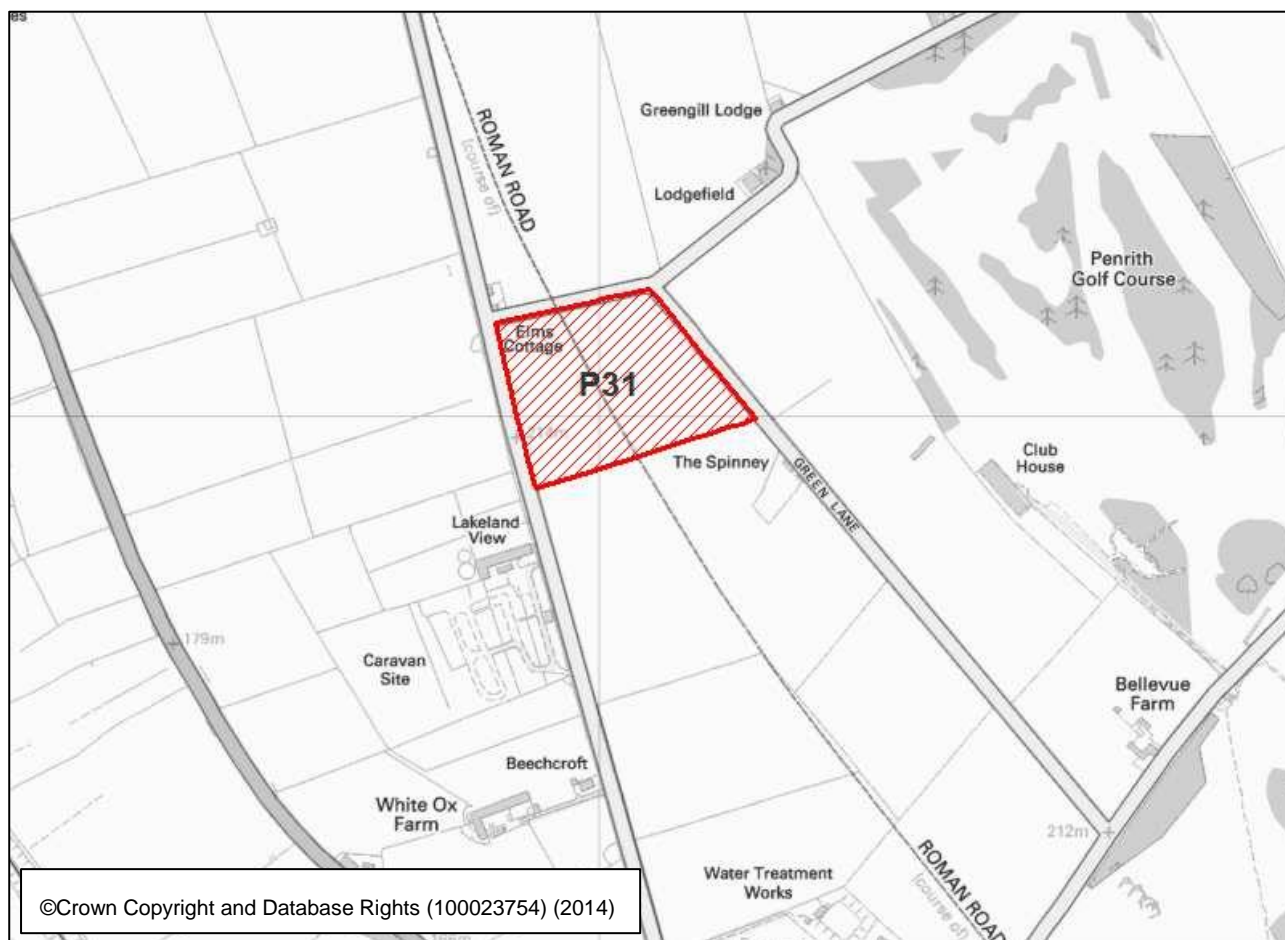 es
ROMAN ROAD
(course of)
Greengill Lodge
Lodgefield
Penrith
Golf Course
Elms
Cottage
P31
The Spinney
GREEN LANE
Club
House
Lakeland
View
179m
Caravan
Site
Bellevue
Farm
Beechcroft
White Ox
Farm
212m
Water Treatment
Works
ROMAN ROAD
(course of)
©Crown Copyright and Database Rights (100023754) (2014)